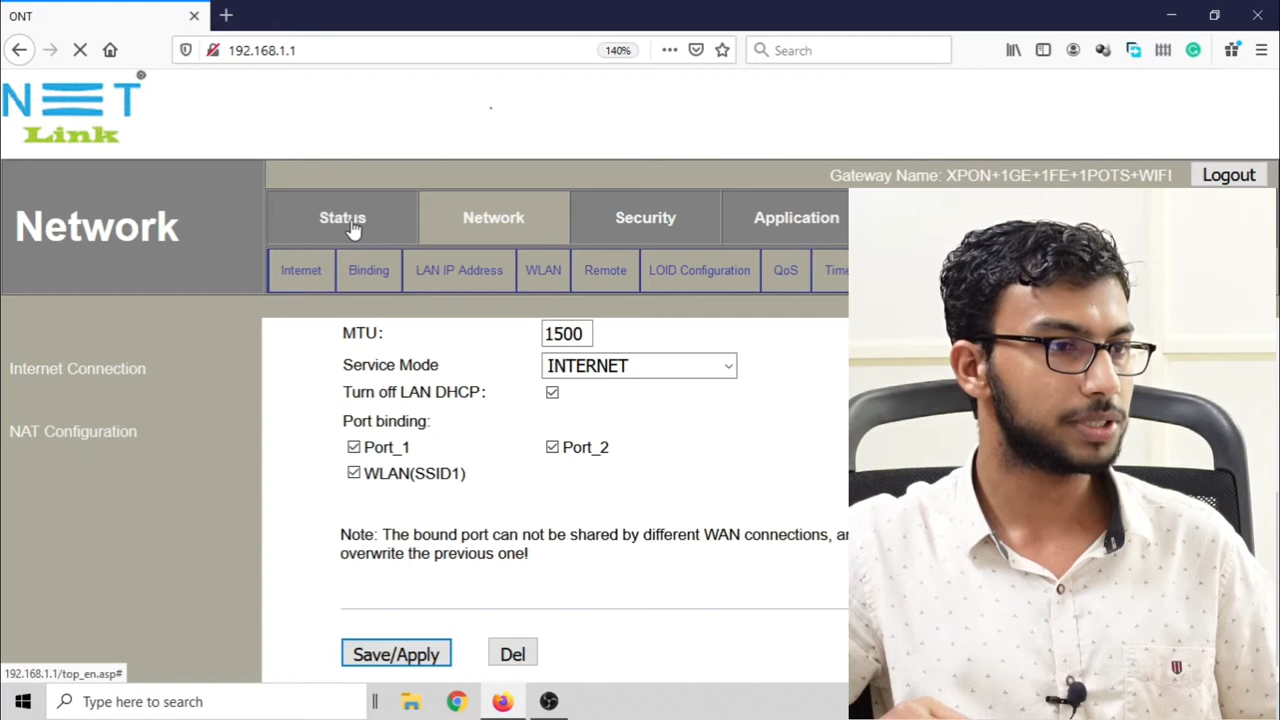 ONT
192.168.1.1
140%
Search
NET
Link
Gateway Name: XPON+1GE+1FE+1POTS+WIFI
Logout
Network
Status
Network
Security
Application
Internet
Binding
LAN IP Address
WLAN
Remote
LOID Configuration
QoS
Time
Internet Connection
NAT Configuration
MTU:
1500
Service Mode
INTERNET
Turn off LAN DHCP:
Port binding:
Port_1
Port_2
WLAN(SSID1)
Note: The bound port can not be shared by different WAN connections, an
overwrite the previous one!
Save/Apply
Del
192.168.1.1/top_en.asp#
Type here to search